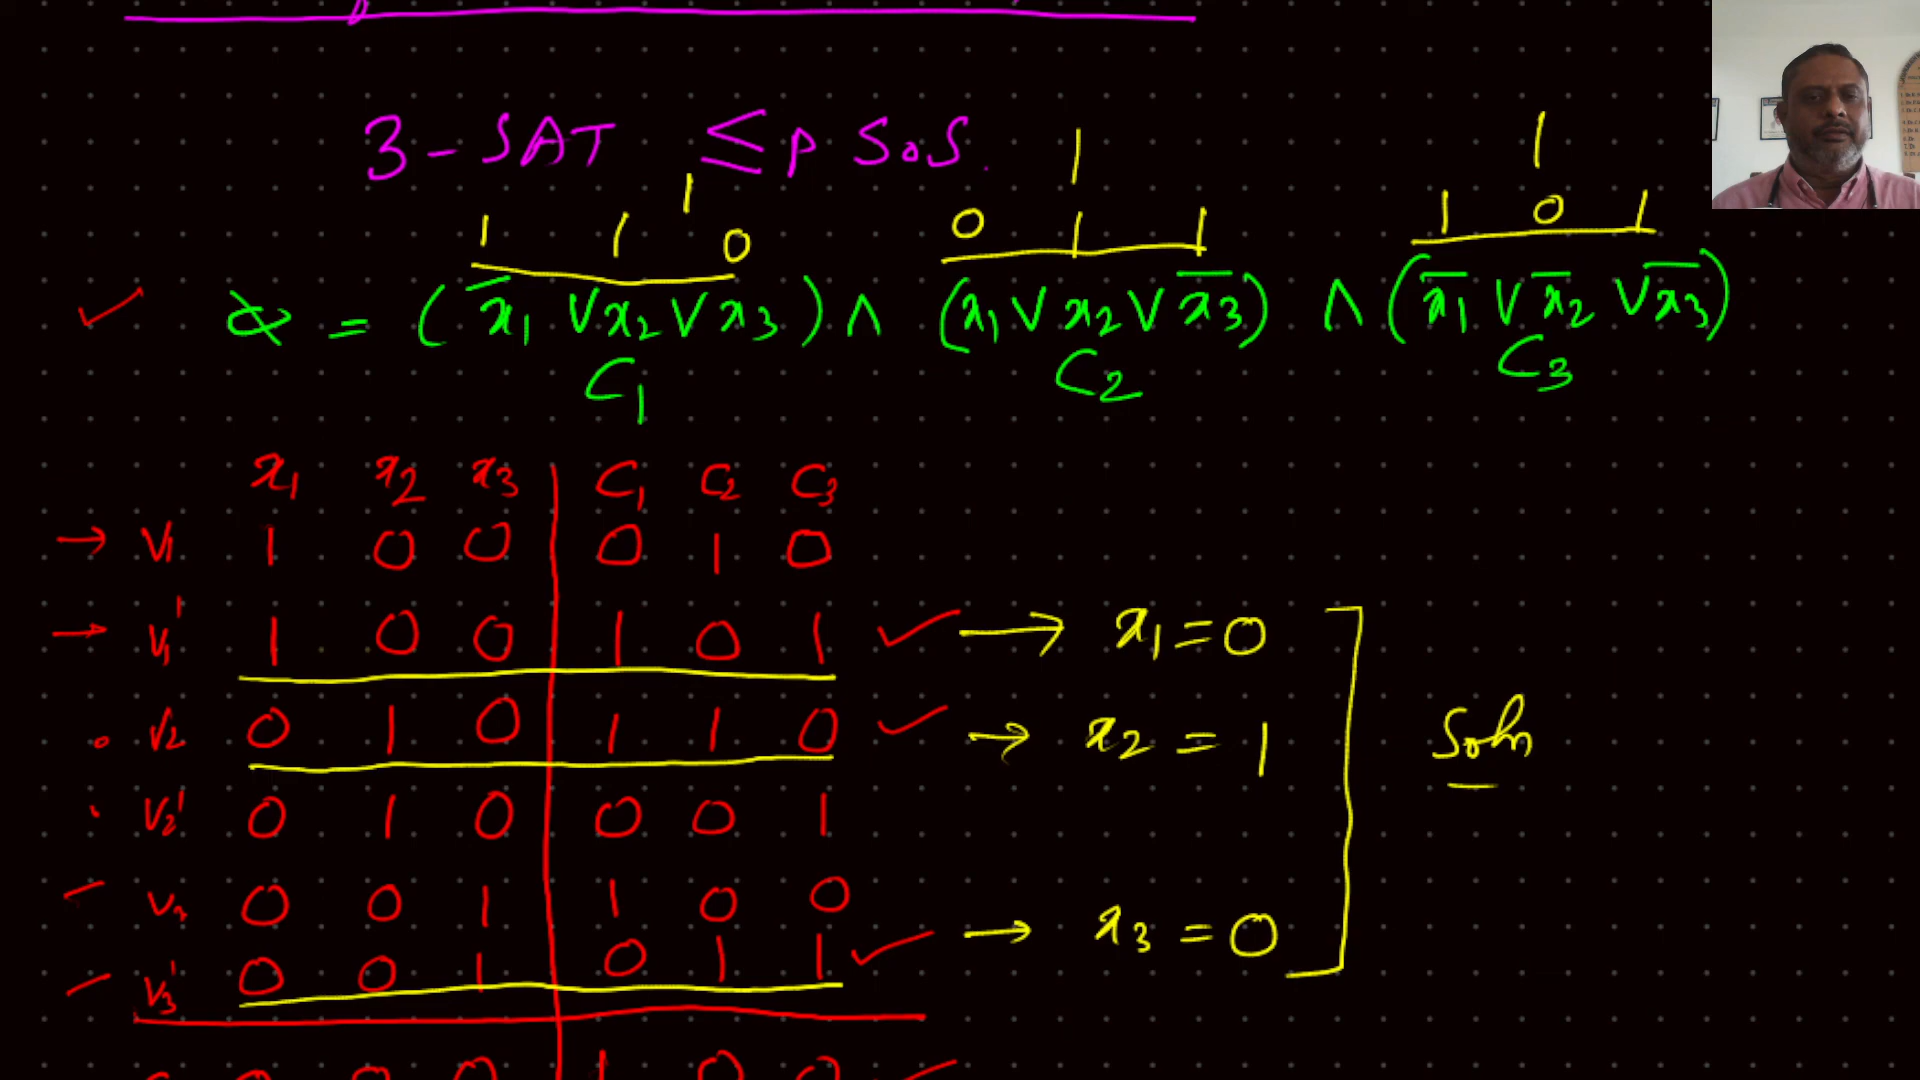 3-SAT ≤p SOS.
1 1 1
1 1 0 0 1 1 1 0 1
φ = (x̅1 V x2 V x3) ∧ (x1 V x2 V x̅3) ∧ (x̅1 V x̅2 V x̅3)
C1 C2 C3
x1 x2 x3 C1 C2 C3
→ V1 1 0 0 0 1 0
→ V1' 1 0 0 1 0 1 ✓ → x1 = 0
V2 0 1 0 1 1 0 ✓ → x2 = 1
Soln
V2' 0 1 0 0 0 1
V3 0 0 1 1 0 0
V3' 0 0 1 0 1 1 ✓ → x3 = 0